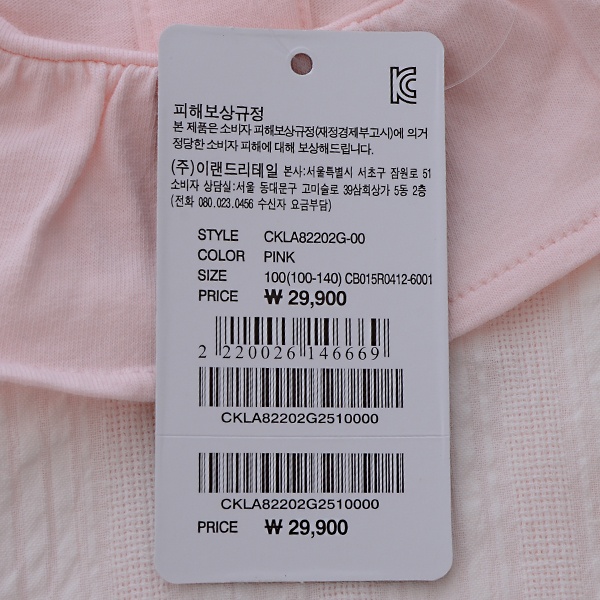 피해보상규정
본 제품은 소비자 피해보상규정(재정경제부고시)에 의거
정당한 소비자 피해에 대해 보상해드립니다.
(주)이랜드리테일 본사:서울특별시 서초구 잠원로 51
소비자 상담실:서울 동대문구 고미술로 39삼희상가 5동 2층
(전화 080.023.0456 수신자 요금부담)
STYLE CKLA82202G-00
COLOR PINK
SIZE 100(100-140) CB015R0412-6001
PRICE ₩ 29,900
2 220026 146669
CKLA82202G2510000
CKLA82202G2510000
PRICE ₩ 29,900